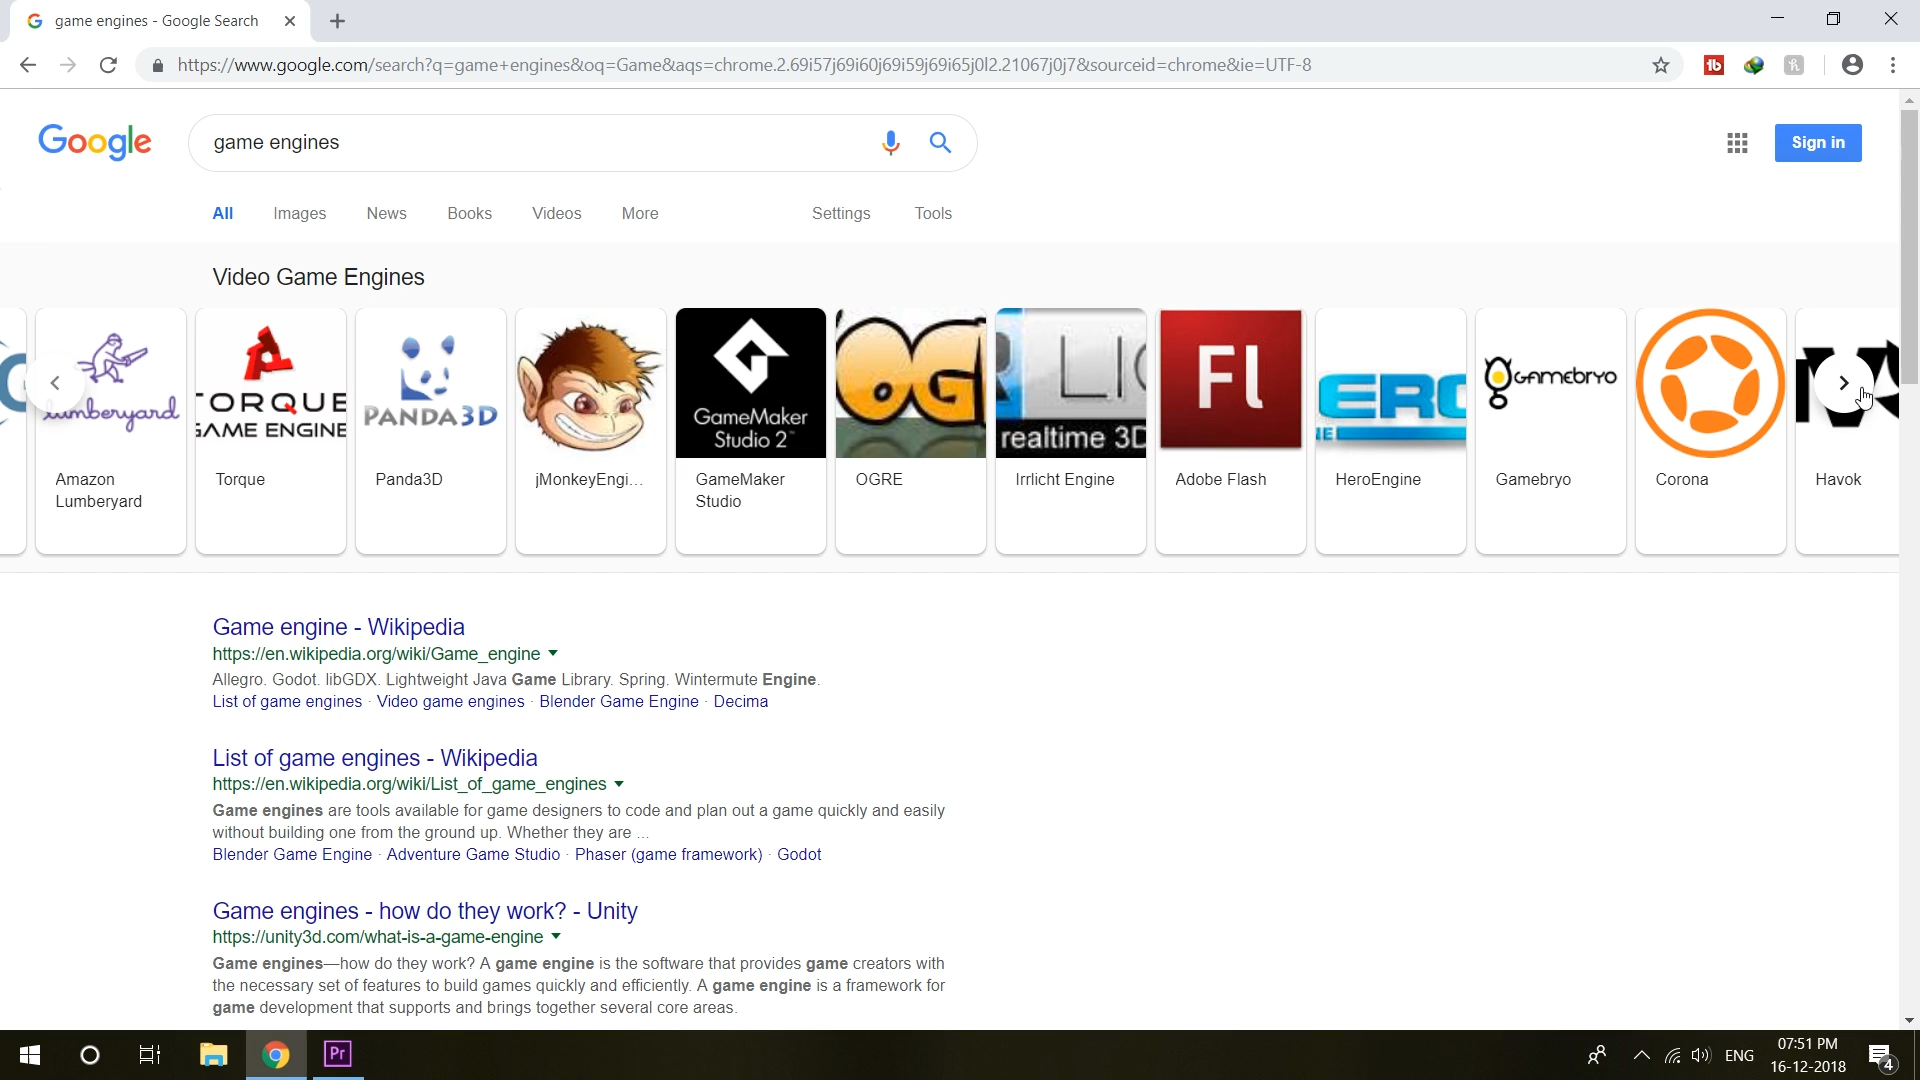 game engines - Google Search
https://www.google.com/search?q=game+engines&oq=Game&aqs=chrome.2.69i57j69i60j69i59j69i65j0l2.21067j0j7&sourceid=chrome&ie=UTF-8
Google
game engines
Sign in
All Images News Books Videos More Settings Tools
Video Game Engines
lumberyard
TORQUE
GAME ENGINE
PANDA3D
GameMaker
Studio 2
OGR
LIC
realtime 3D
Fl
ERO
NE
GAMEBRYO
Amazon
Lumberyard
Torque
Panda3D
jMonkeyEngi...
GameMaker
Studio
OGRE
Irrlicht Engine
Adobe Flash
HeroEngine
Gamebryo
Corona
Havok
Game engine - Wikipedia
https://en.wikipedia.org/wiki/Game_engine
Allegro. Godot. libGDX. Lightweight Java Game Library. Spring. Wintermute Engine.
List of game engines · Video game engines · Blender Game Engine · Decima
List of game engines - Wikipedia
https://en.wikipedia.org/wiki/List_of_game_engines
Game engines are tools available for game designers to code and plan out a game quickly and easily
without building one from the ground up. Whether they are ...
Blender Game Engine · Adventure Game Studio · Phaser (game framework) · Godot
Game engines - how do they work? - Unity
https://unity3d.com/what-is-a-game-engine
Game engines—how do they work? A game engine is the software that provides game creators with
the necessary set of features to build games quickly and efficiently. A game engine is a framework for
game development that supports and brings together several core areas.
Pr
ENG
07:51 PM
16-12-2018
4